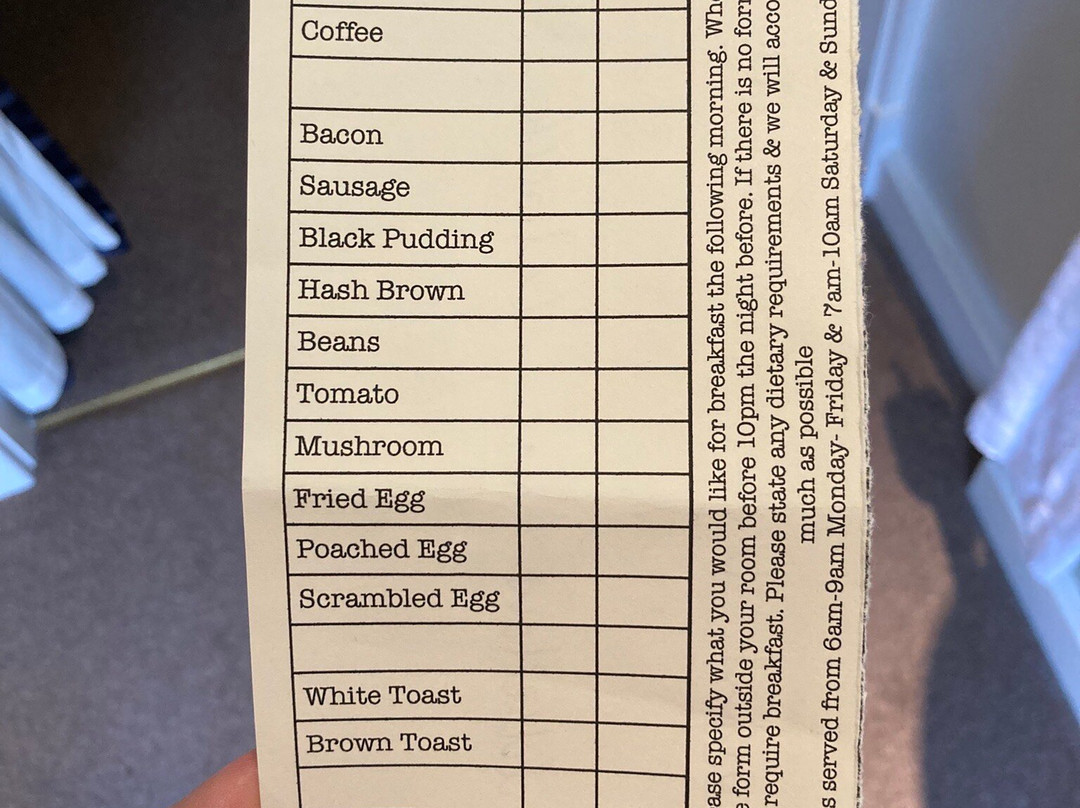 Coffee
Bacon
Sausage
Black Pudding
Hash Brown
Beans
Tomato
Mushroom
Fried Egg
Poached Egg
Scrambled Egg
White Toast
Brown Toast
specify what you would like for breakfast the following morning.
form outside your room before 10pm the night before. If there is no
require breakfast. Please state any dietary requirements & we will
much as possible
served from 6am-9am Monday- Friday & 7am-10am Saturday &